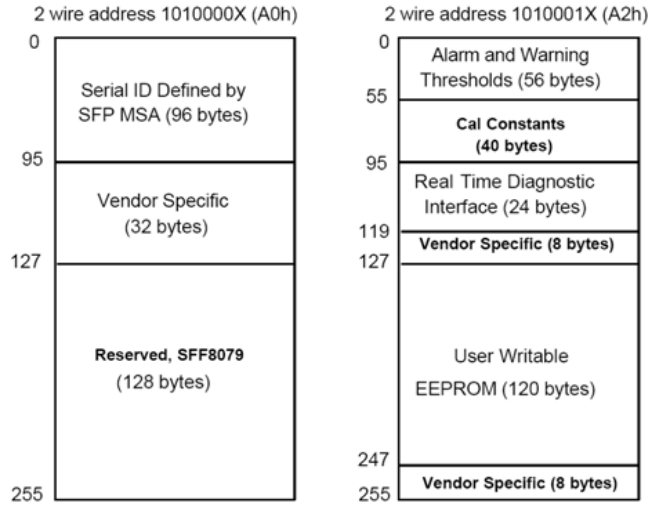 2 wire address 1010000X (A0h)
0
Serial ID Defined by
SFP MSA (96 bytes)
95
Vendor Specific
(32 bytes)
127
Reserved, SFF8079
(128 bytes)
255
2 wire address 1010001X (A2h)
0
Alarm and Warning
Thresholds (56 bytes)
55
Cal Constants
(40 bytes)
95
Real Time Diagnostic
Interface (24 bytes)
119
Vendor Specific (8 bytes)
127
User Writable
EEPROM (120 bytes)
247
Vendor Specific (8 bytes)
255